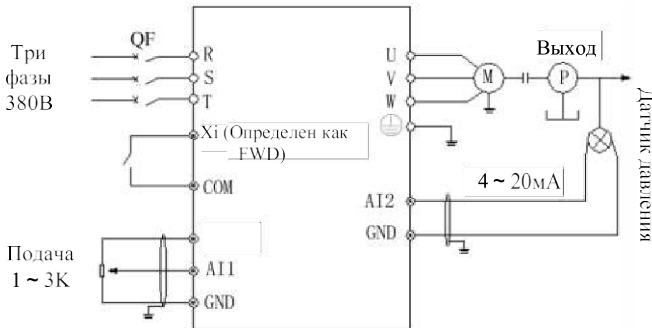 Три
фазы
380В
QF
R
S
T
Xi (Определен как
FWD)
COM
Подача
1 ~ 3K
AI1
GND
U
V
W
M
P
Выход
Датчик давления
4 ~ 20мА
AI2
GND